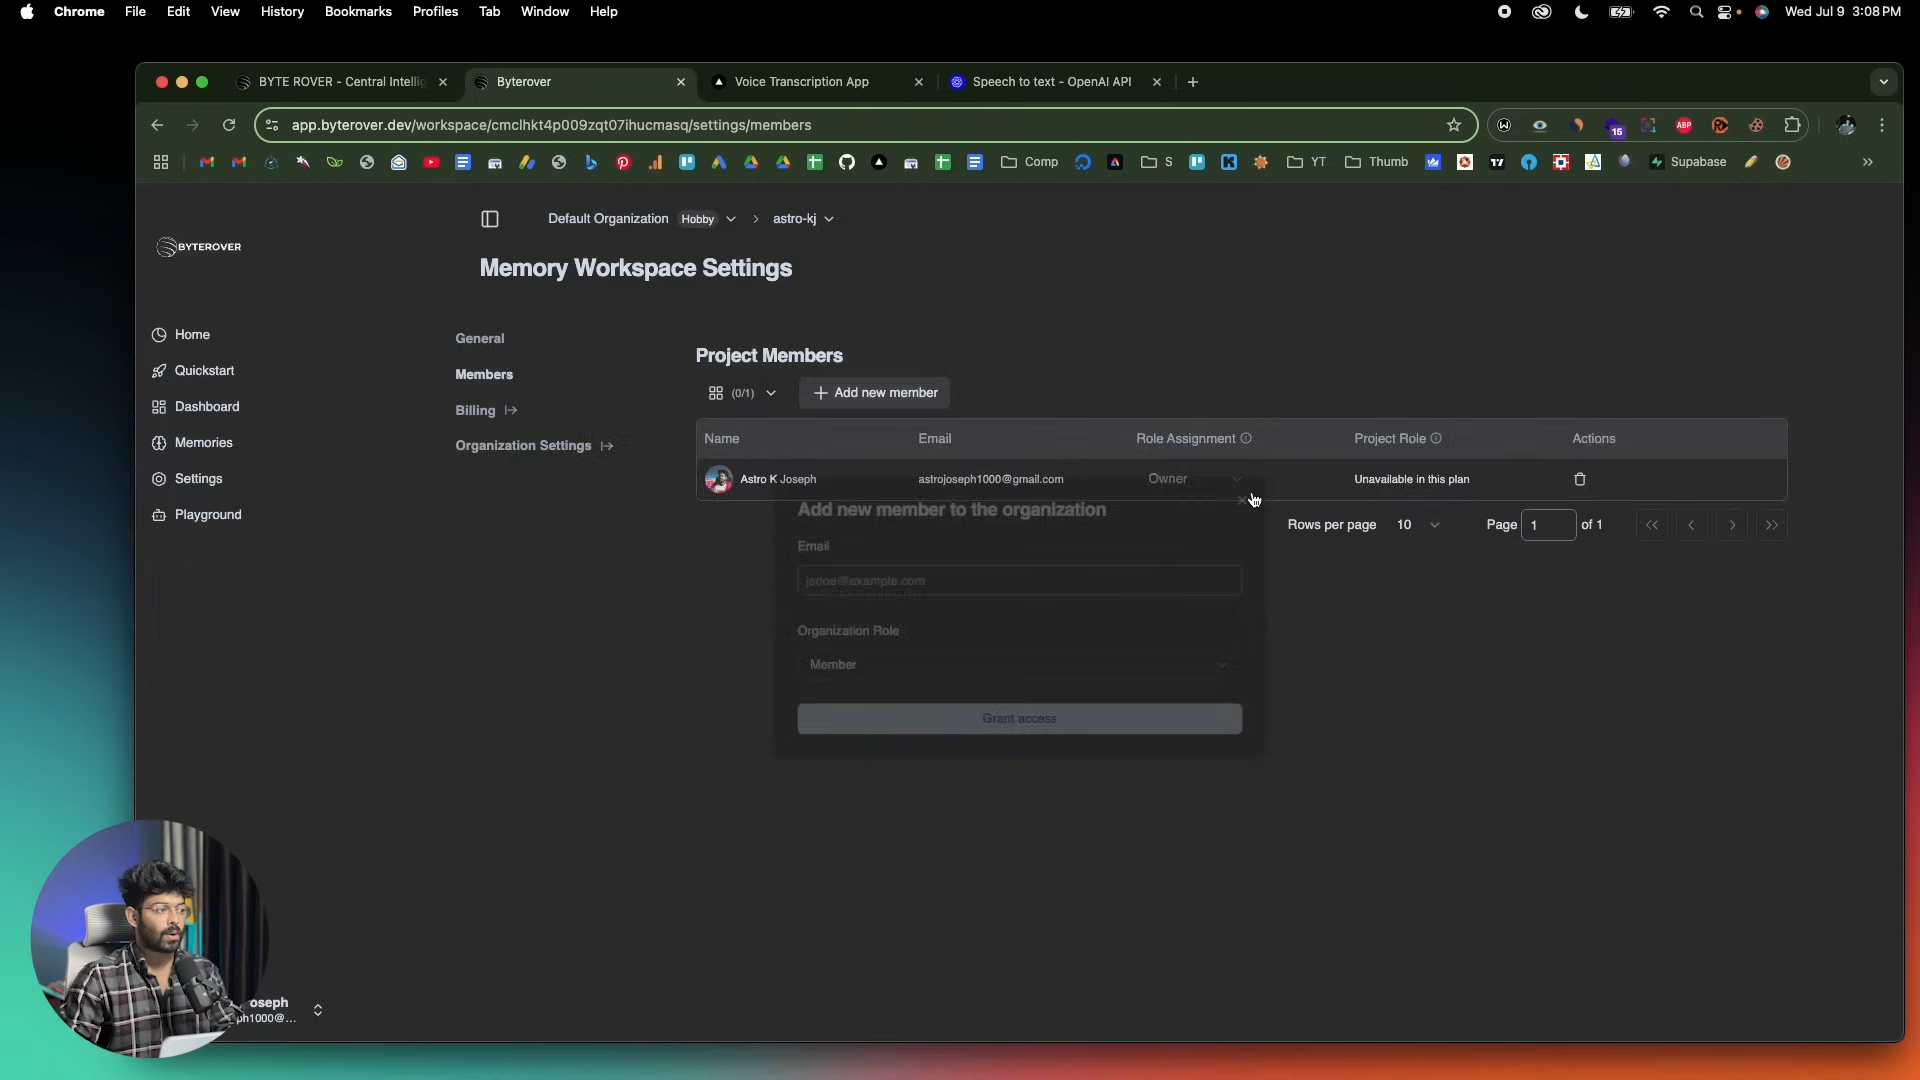 Chrome File Edit View History Bookmarks Profiles Tab Window Help
Wed Jul 9 3:08 PM
BYTE ROVER - Central Intelli
Byterover
Voice Transcription App
Speech to text - OpenAI API
app.byterover.dev/workspace/cmclhkt4p009zqt07ihucmasq/settings/members
15
ABP
Comp
S
YT
Thumb
Supabase
BYTEROVER
Default Organization Hobby
astro-kj
Memory Workspace Settings
Home
Quickstart
Dashboard
Memories
Settings
Playground
General
Members
Billing
Organization Settings
Project Members
(0/1)
Add new member
Name Email Role Assignment Project Role Actions
Astro K Joseph astrojoseph1000@gmail.com Owner Unavailable in this plan
Rows per page 10 Page 1 of 1
Add new member to the organization
Email
jadoe@example.com
Organization Role
Member
Grant access
oseph
ph1000@...